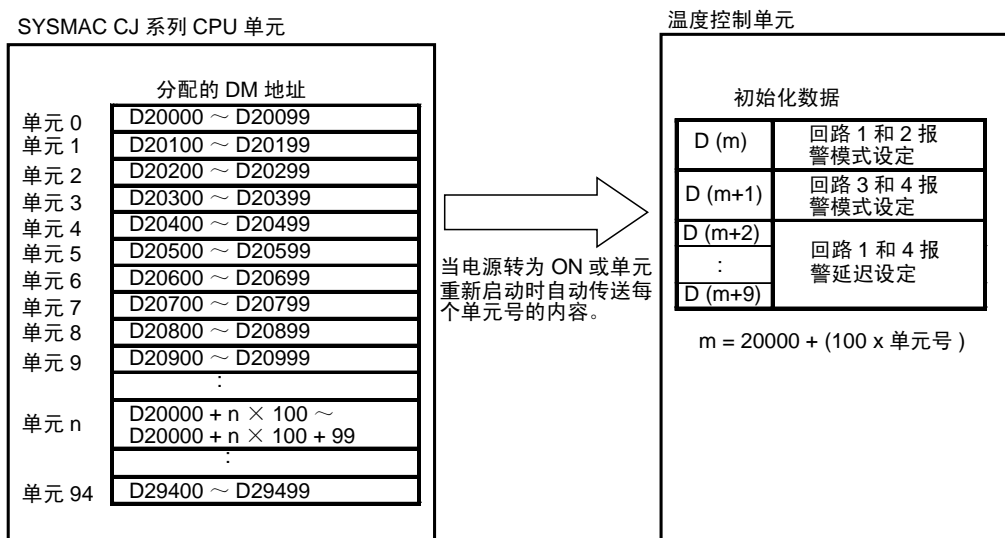 SYSMAC CJ 系列 CPU 单元
分配的 DM 地址
单元 0 D20000 ~ D20099
单元 1 D20100 ~ D20199
单元 2 D20200 ~ D20299
单元 3 D20300 ~ D20399
单元 4 D20400 ~ D20499
单元 5 D20500 ~ D20599
单元 6 D20600 ~ D20699
单元 7 D20700 ~ D20799
单元 8 D20800 ~ D20899
单元 9 D20900 ~ D20999
:
单元 n
D20000 + n × 100 ~
D20000 + n × 100 + 99
:
单元 94 D29400 ~ D29499
当电源转为 ON 或单元
重新启动时自动传送每
个单元号的内容。
温度控制单元
初始化数据
D (m)
回路 1 和 2 报
警模式设定
D (m+1)
回路 3 和 4 报
警模式设定
D (m+2)
:
D (m+9)
回路 1 和 4 报
警延迟设定
m = 20000 + (100 x 单元号 )